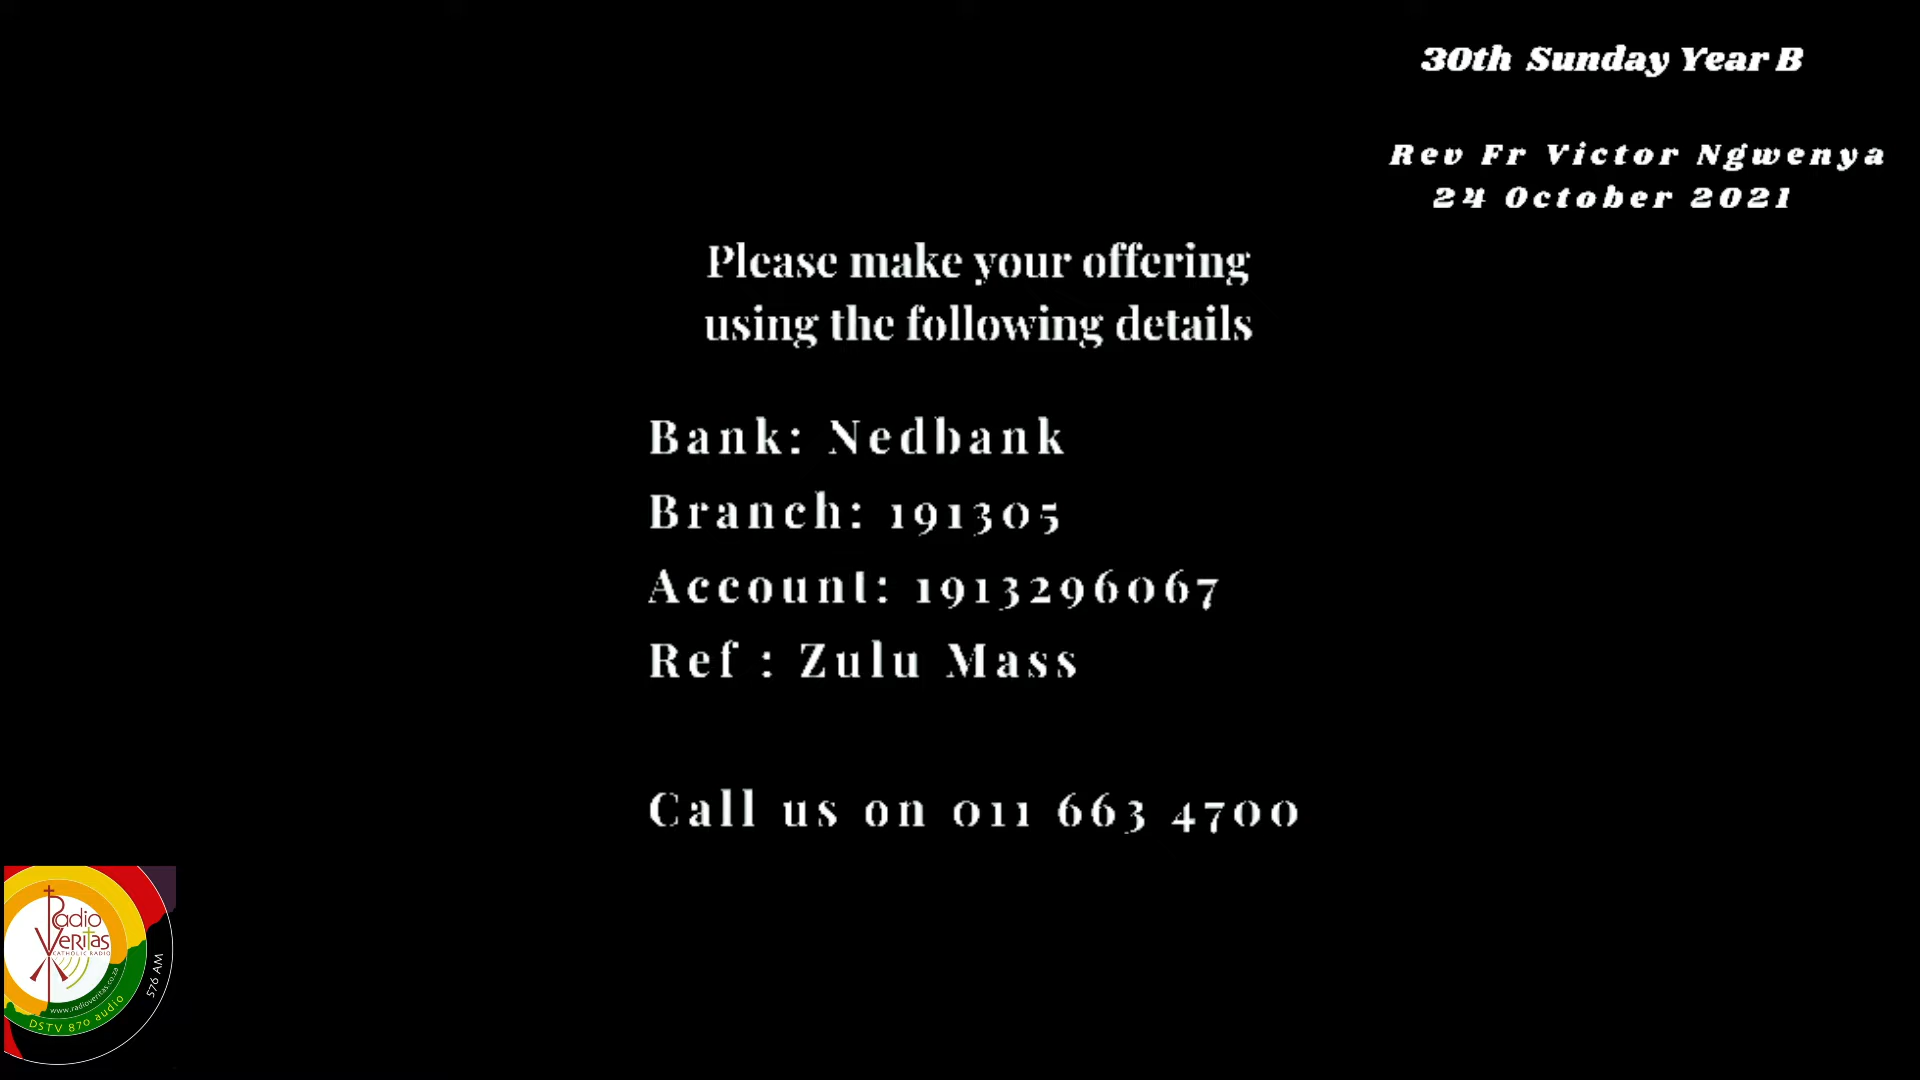 30th Sunday Year B
Rev Fr Victor Ngwenya
24 October 2021
Please make your offering
using the following details
Bank: Nedbank
Branch: 191305
Account: 1913296067
Ref : Zulu Mass
Call us on 011 663 4700
Radio
Veritas
CATHOLIC RADIO
www.radioveritas.co.za
DSTV 870 audio
576 AM